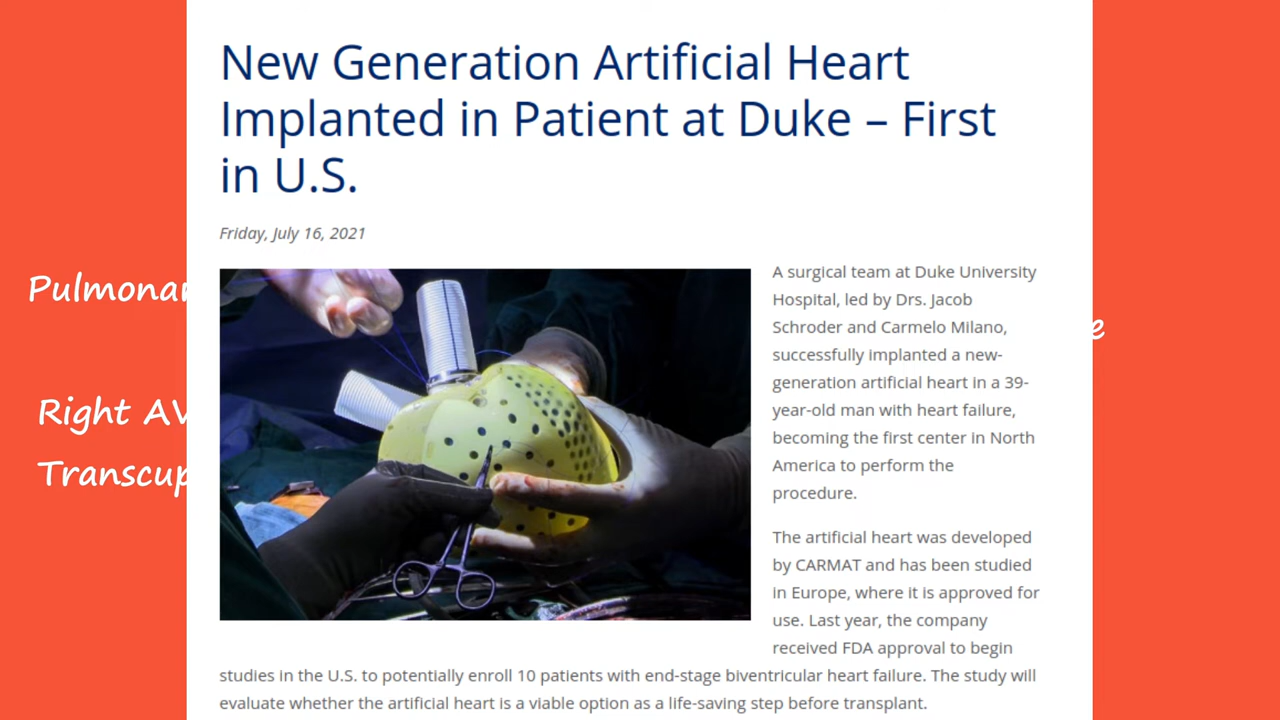 New Generation Artificial Heart
Implanted in Patient at Duke – First
in U.S.
Friday, July 16, 2021
A surgical team at Duke University
Hospital, led by Drs. Jacob
Schroder and Carmelo Milano,
successfully implanted a new-
generation artificial heart in a 39-
year-old man with heart failure,
becoming the first center in North
America to perform the
procedure.
The artificial heart was developed
by CARMAT and has been studied
in Europe, where it is approved for
use. Last year, the company
received FDA approval to begin
studies in the U.S. to potentially enroll 10 patients with end-stage biventricular heart failure. The study will
evaluate whether the artificial heart is a viable option as a life-saving step before transplant.
Pulmonar
Right AV
Transcup
e